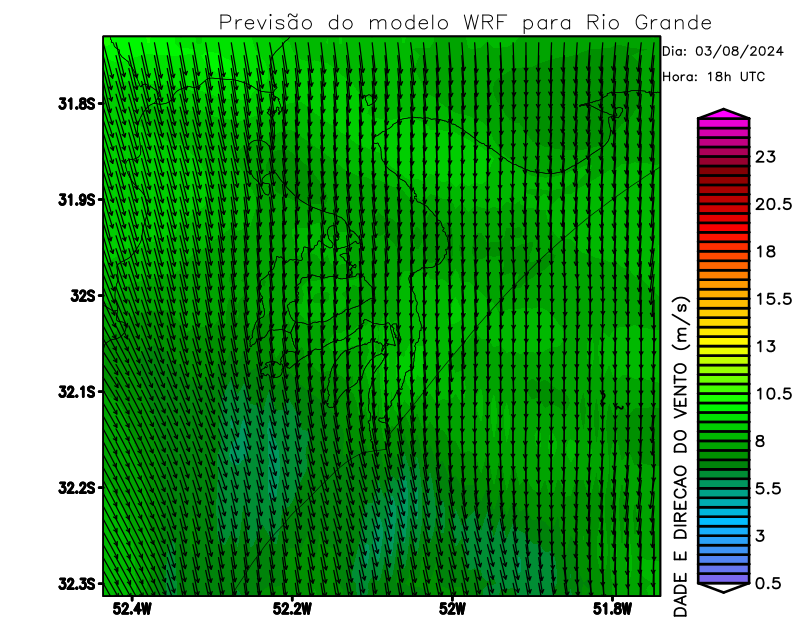 Previsão do modelo WRF para Rio Grande
Dia: 03/08/2024
Hora: 18h UTC
31.8S
31.9S
32S
32.1S
32.2S
32.3S
52.4W
52.2W
52W
51.8W
23
20.5
18
15.5
13
10.5
8
5.5
3
0.5
DADE E DIRECAO DO VENTO (m/s)